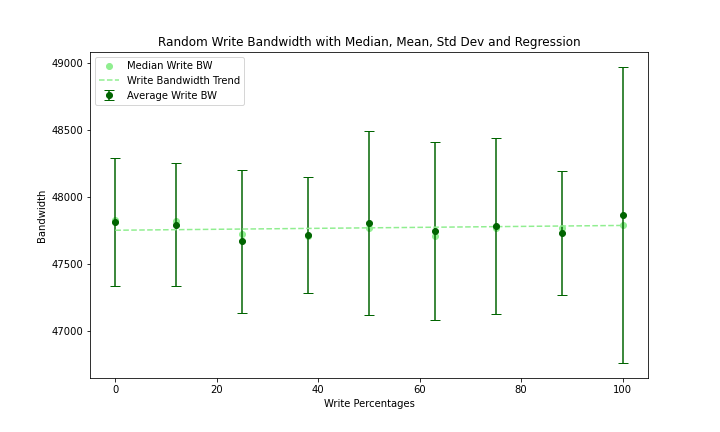 Random Write Bandwidth with Median, Mean, Std Dev and Regression
Median Write BW
Write Bandwidth Trend
Average Write BW
49000
48500
48000
47500
47000
Bandwidth
0 20 40 60 80 100
Write Percentages